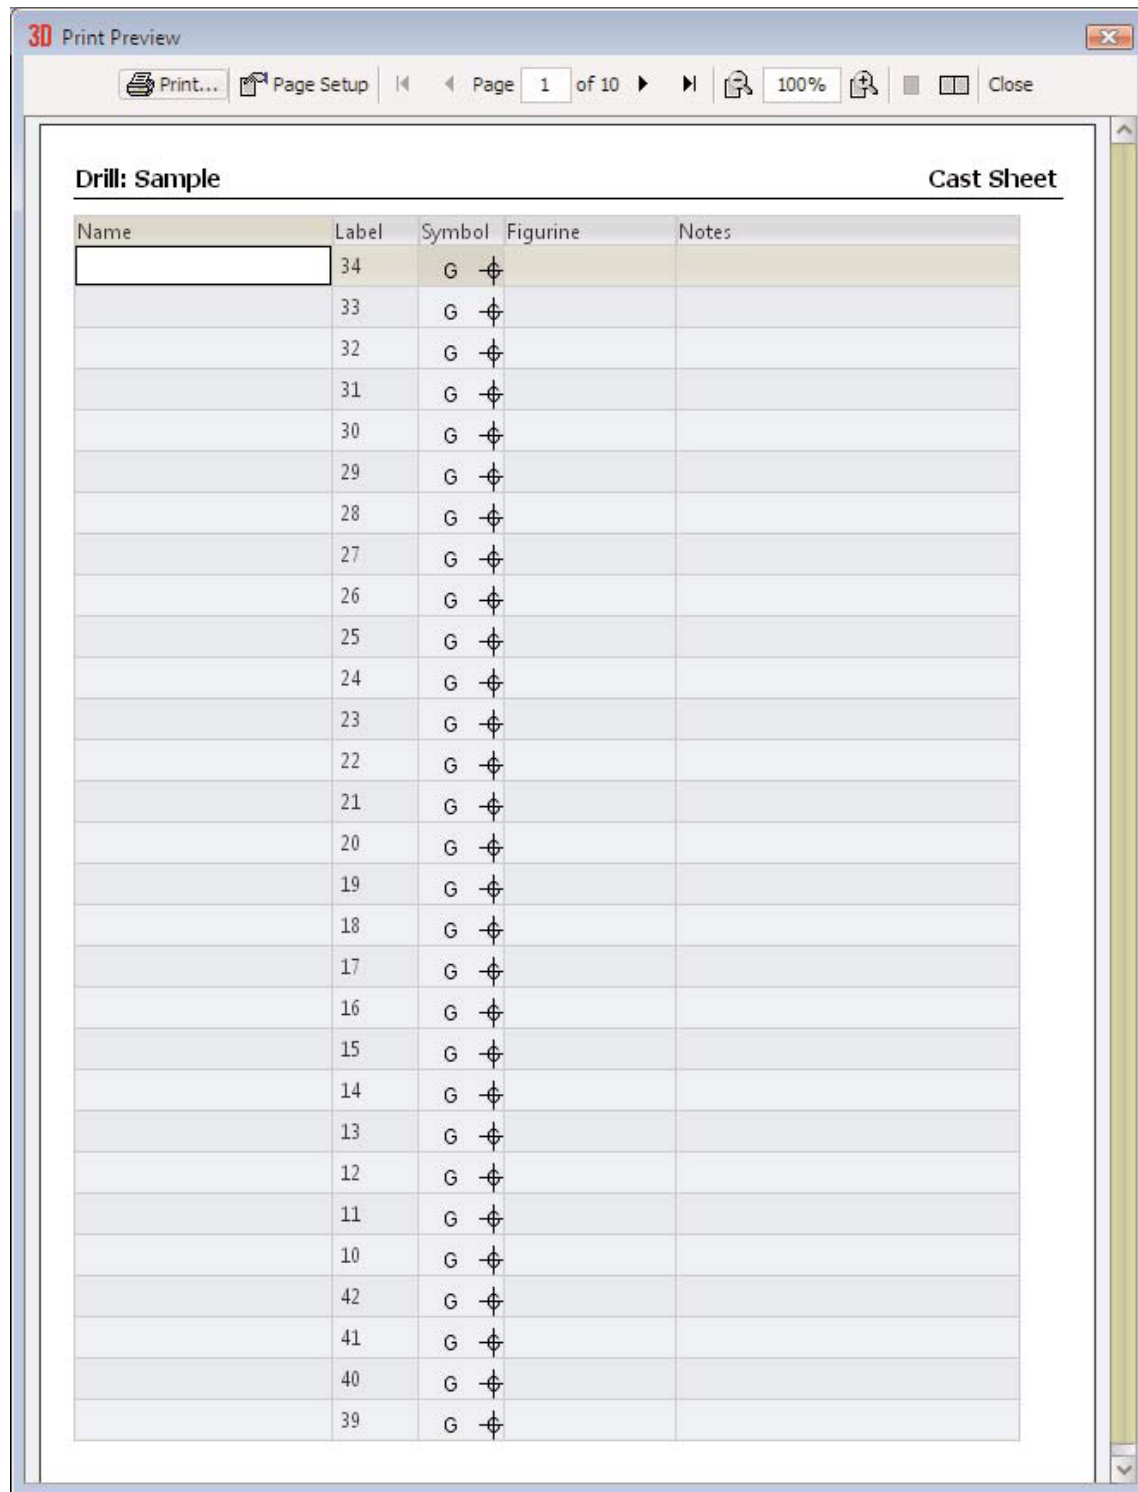 3D Print Preview
Print... Page Setup Page 1 of 10 100% Close
Drill: Sample Cast Sheet
Name Label Symbol Figurine Notes
34 G G
33 G G
32 G G
31 G G
30 G G
29 G G
28 G G
27 G G
26 G G
25 G G
24 G G
23 G G
22 G G
21 G G
20 G G
19 G G
18 G G
17 G G
16 G G
15 G G
14 G G
13 G G
12 G G
11 G G
10 G G
42 G G
41 G G
40 G G
39 G G